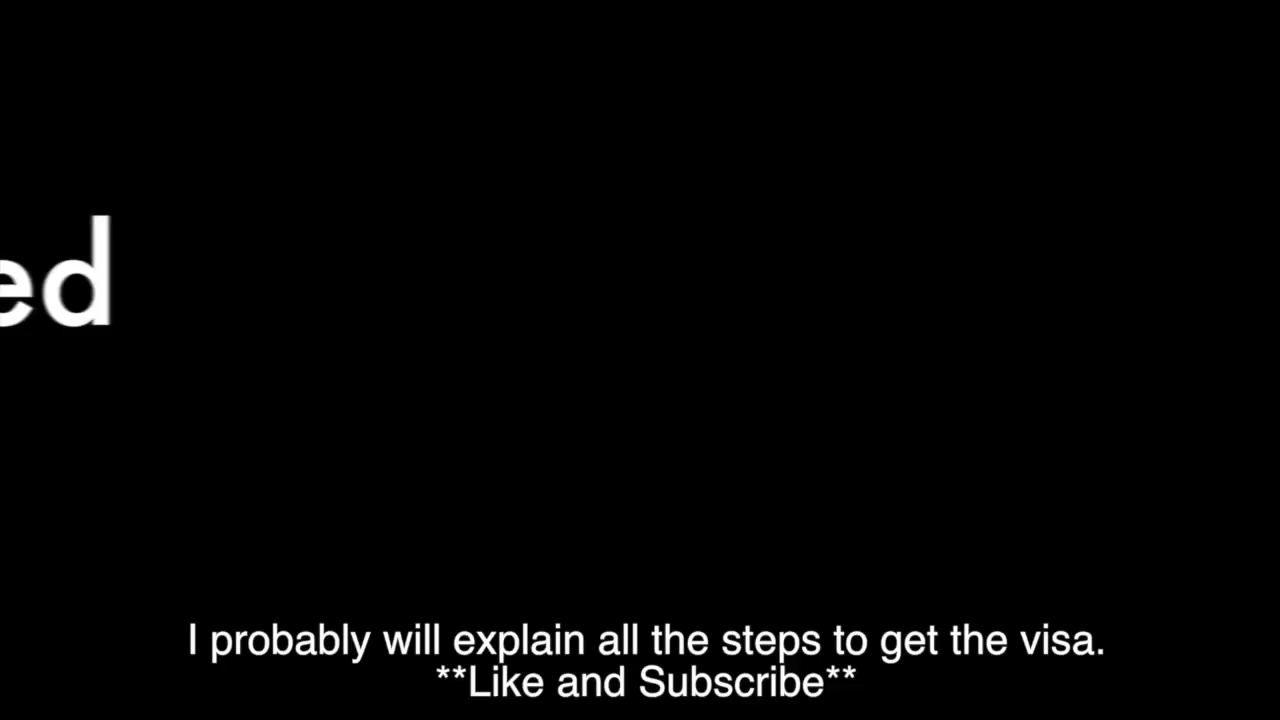 ed
I probably will explain all the steps to get the visa.
**Like and Subscribe**